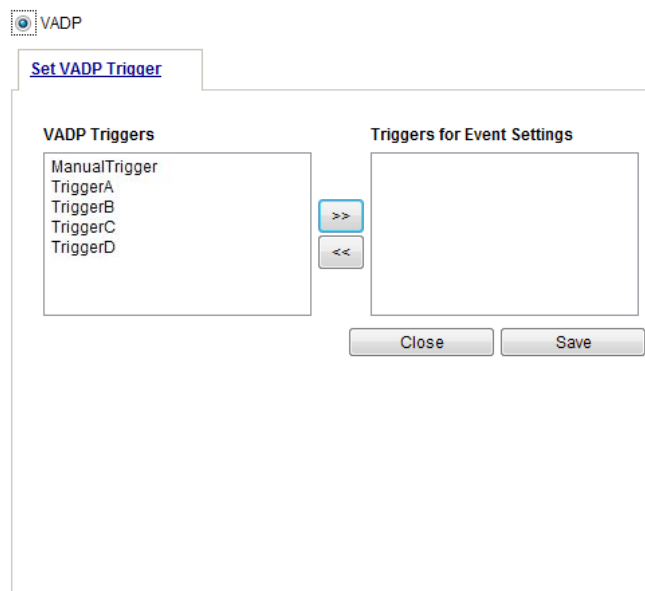 VADP
Set VADP Trigger
VADP Triggers
Triggers for Event Settings
ManualTrigger
TriggerA
TriggerB
TriggerC
TriggerD
>>
<<
Close
Save